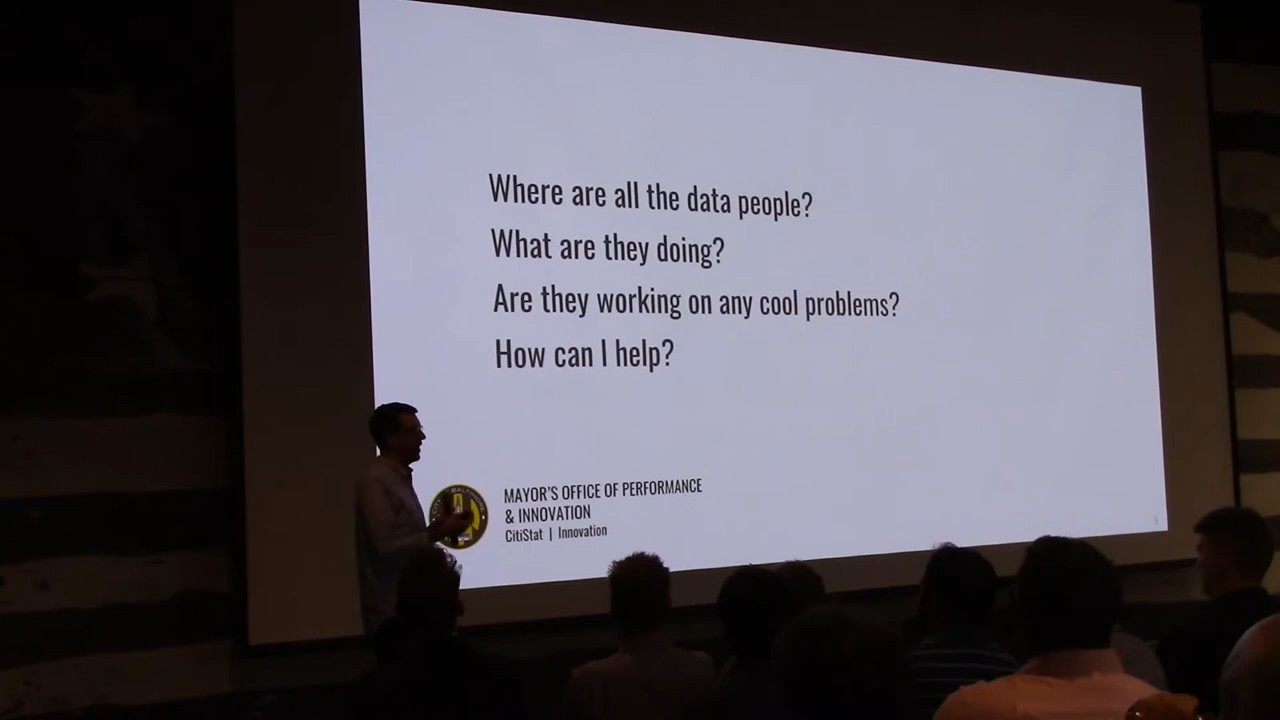 Where are all the data people?
What are they doing?
Are they working on any cool problems?
How can I help?
MAYOR'S OFFICE OF PERFORMANCE
& INNOVATION
CitiStat | Innovation